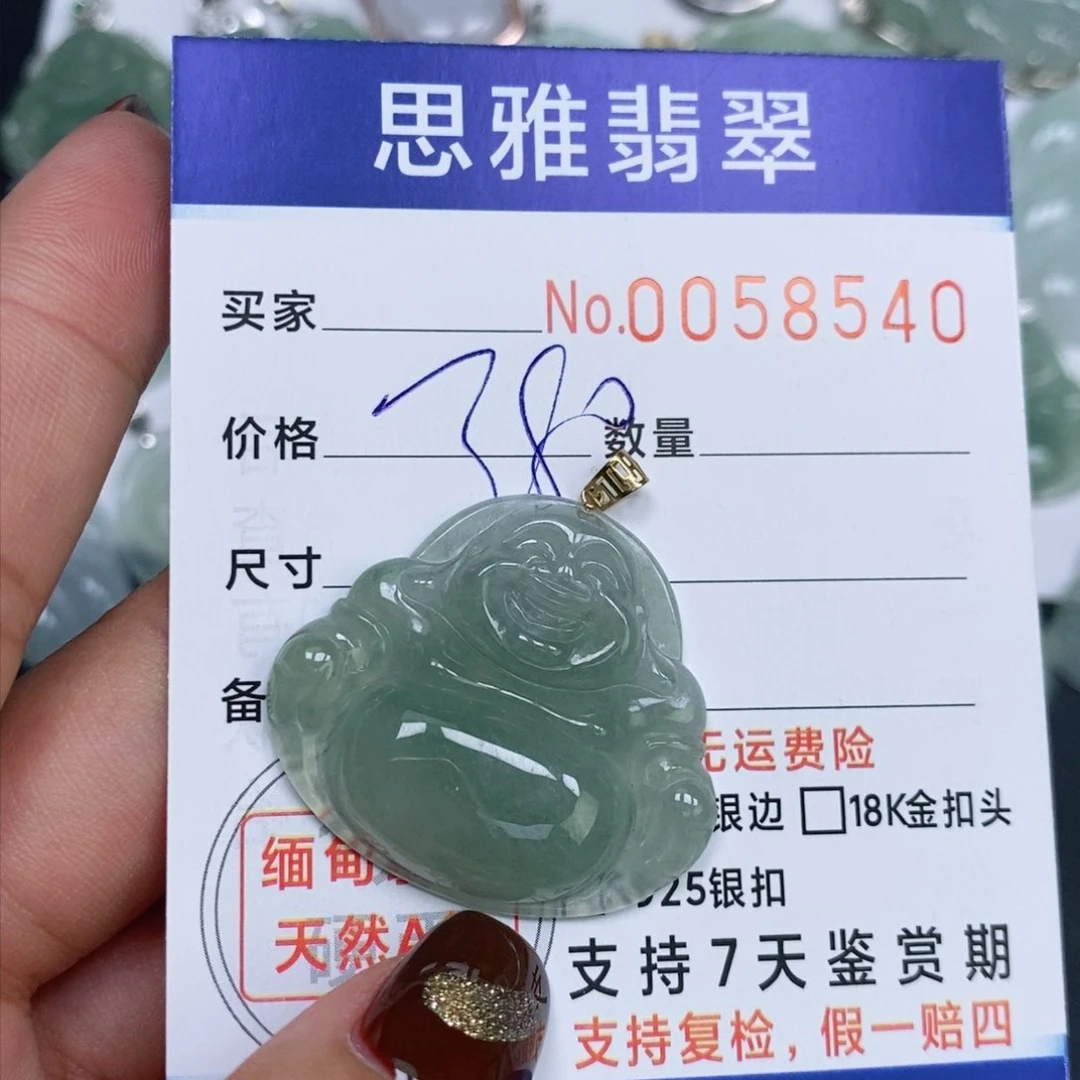 思雅翡翠
买家 No.0058540
价格 数量
尺寸
备
运费险
银边 18K金扣头
缅甸
925银扣
天然A
支持7天鉴赏期
支持复检，假一赔四